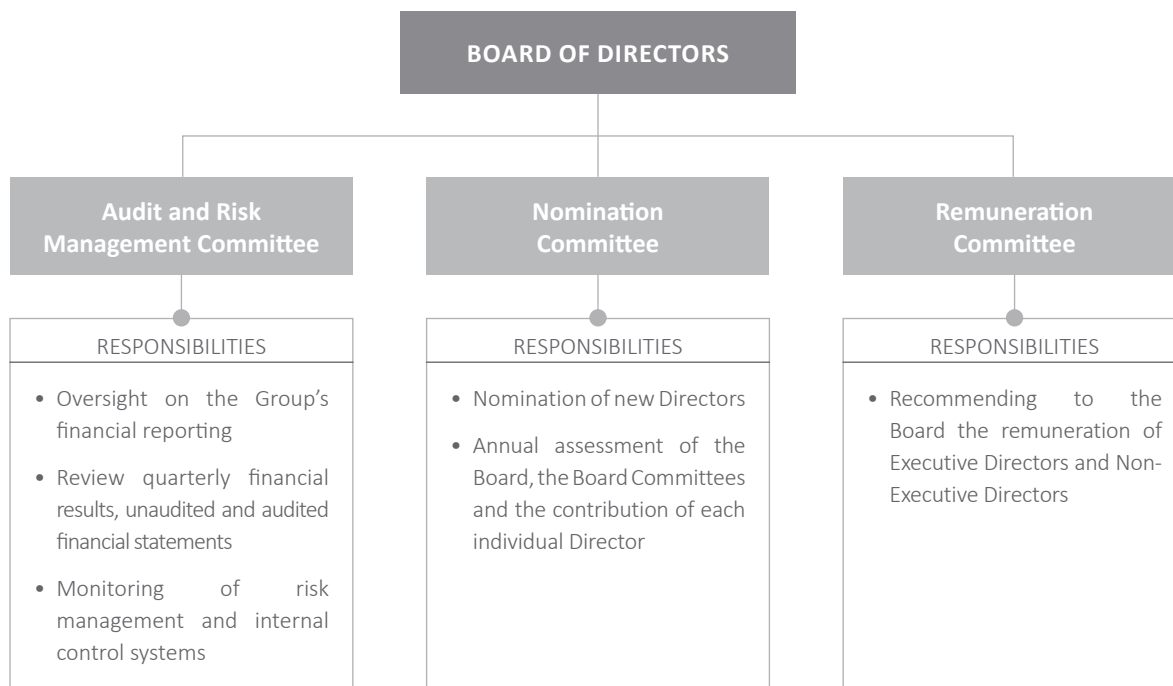 BOARD OF DIRECTORS
Audit and Risk
Management Committee
RESPONSIBILITIES
• Oversight on the Group’s
financial reporting
• Review quarterly financial
results, unaudited and audited
financial statements
• Monitoring of risk
management and internal
control systems
Nomination
Committee
RESPONSIBILITIES
• Nomination of new Directors
• Annual assessment of the
Board, the Board Committees
and the contribution of each
individual Director
Remuneration
Committee
RESPONSIBILITIES
• Recommending to the
Board the remuneration of
Executive Directors and Non-
Executive Directors